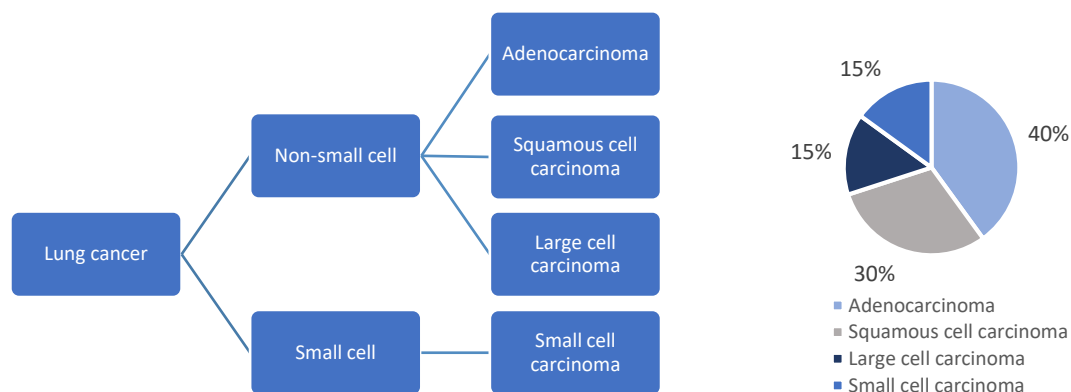 Lung cancer
Non-small cell
Small cell
Adenocarcinoma
Squamous cell
carcinoma
Large cell
carcinoma
Small cell
carcinoma
15%
40%
15%
30%
Adenocarcinoma
Squamous cell carcinoma
Large cell carcinoma
Small cell carcinoma